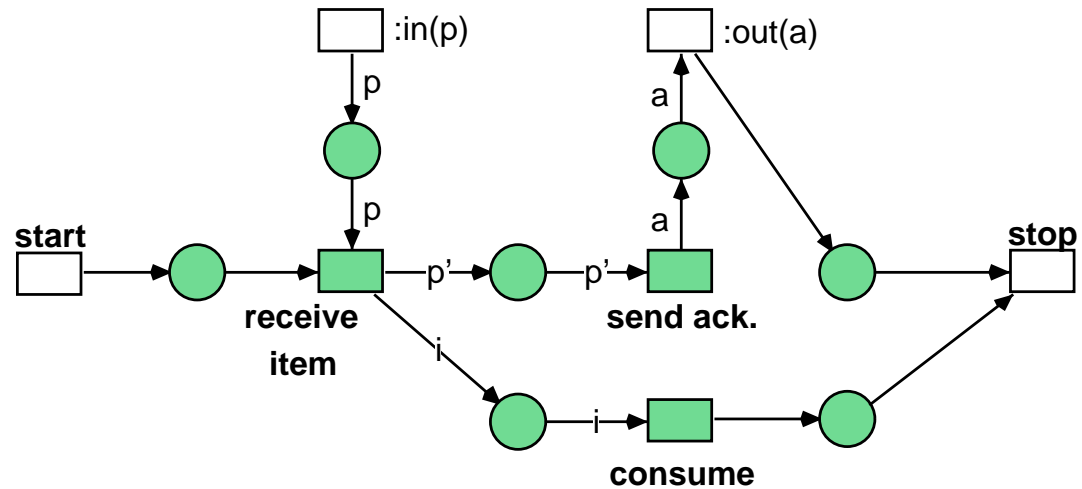 :in(p)
:out(a)
p
a
p
a
start
stop
p’
p’
receive
item
send ack.
i
i
consume